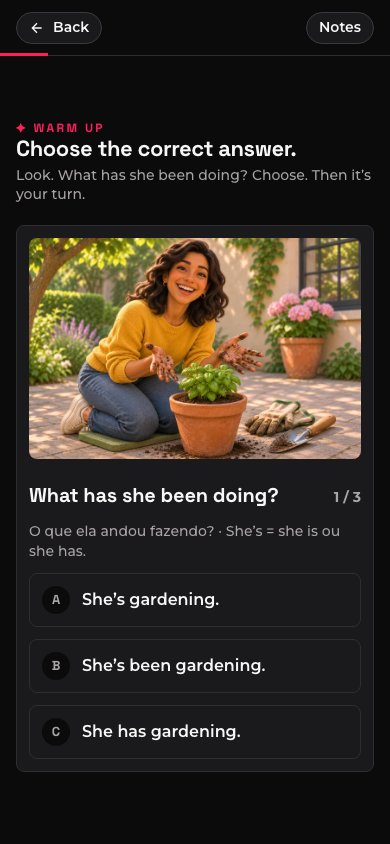 ← Back
Notes
✦ WARM UP
Choose the correct answer.
Look. What has she been doing? Choose. Then it's
your turn.
What has she been doing?
1 / 3
O que ela andou fazendo? · She's = she is ou
she has.
A She's gardening.
B She's been gardening.
C She has gardening.